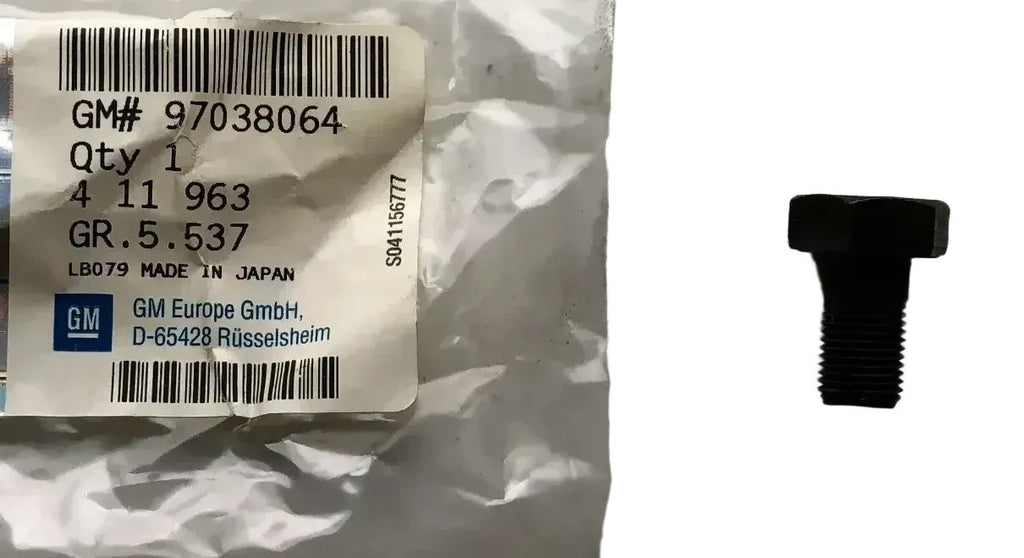 GM# 97038064
Qty 1
4 11 963
GR.5.537
LB079 MADE IN JAPAN
S041156777
GM
GM Europe GmbH,
D-65428 Rüsselsheim